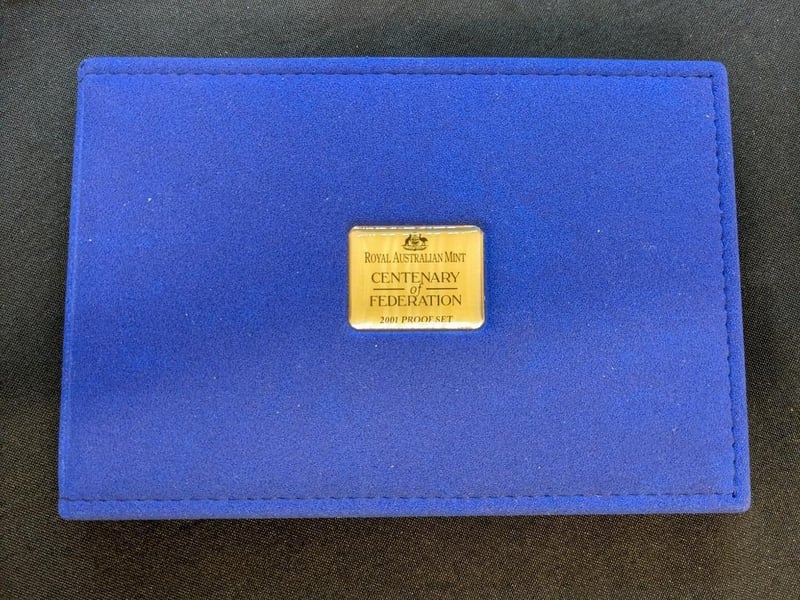 ROYAL AUSTRALIAN MINT
CENTENARY
of
FEDERATION
2001 PROOF SET